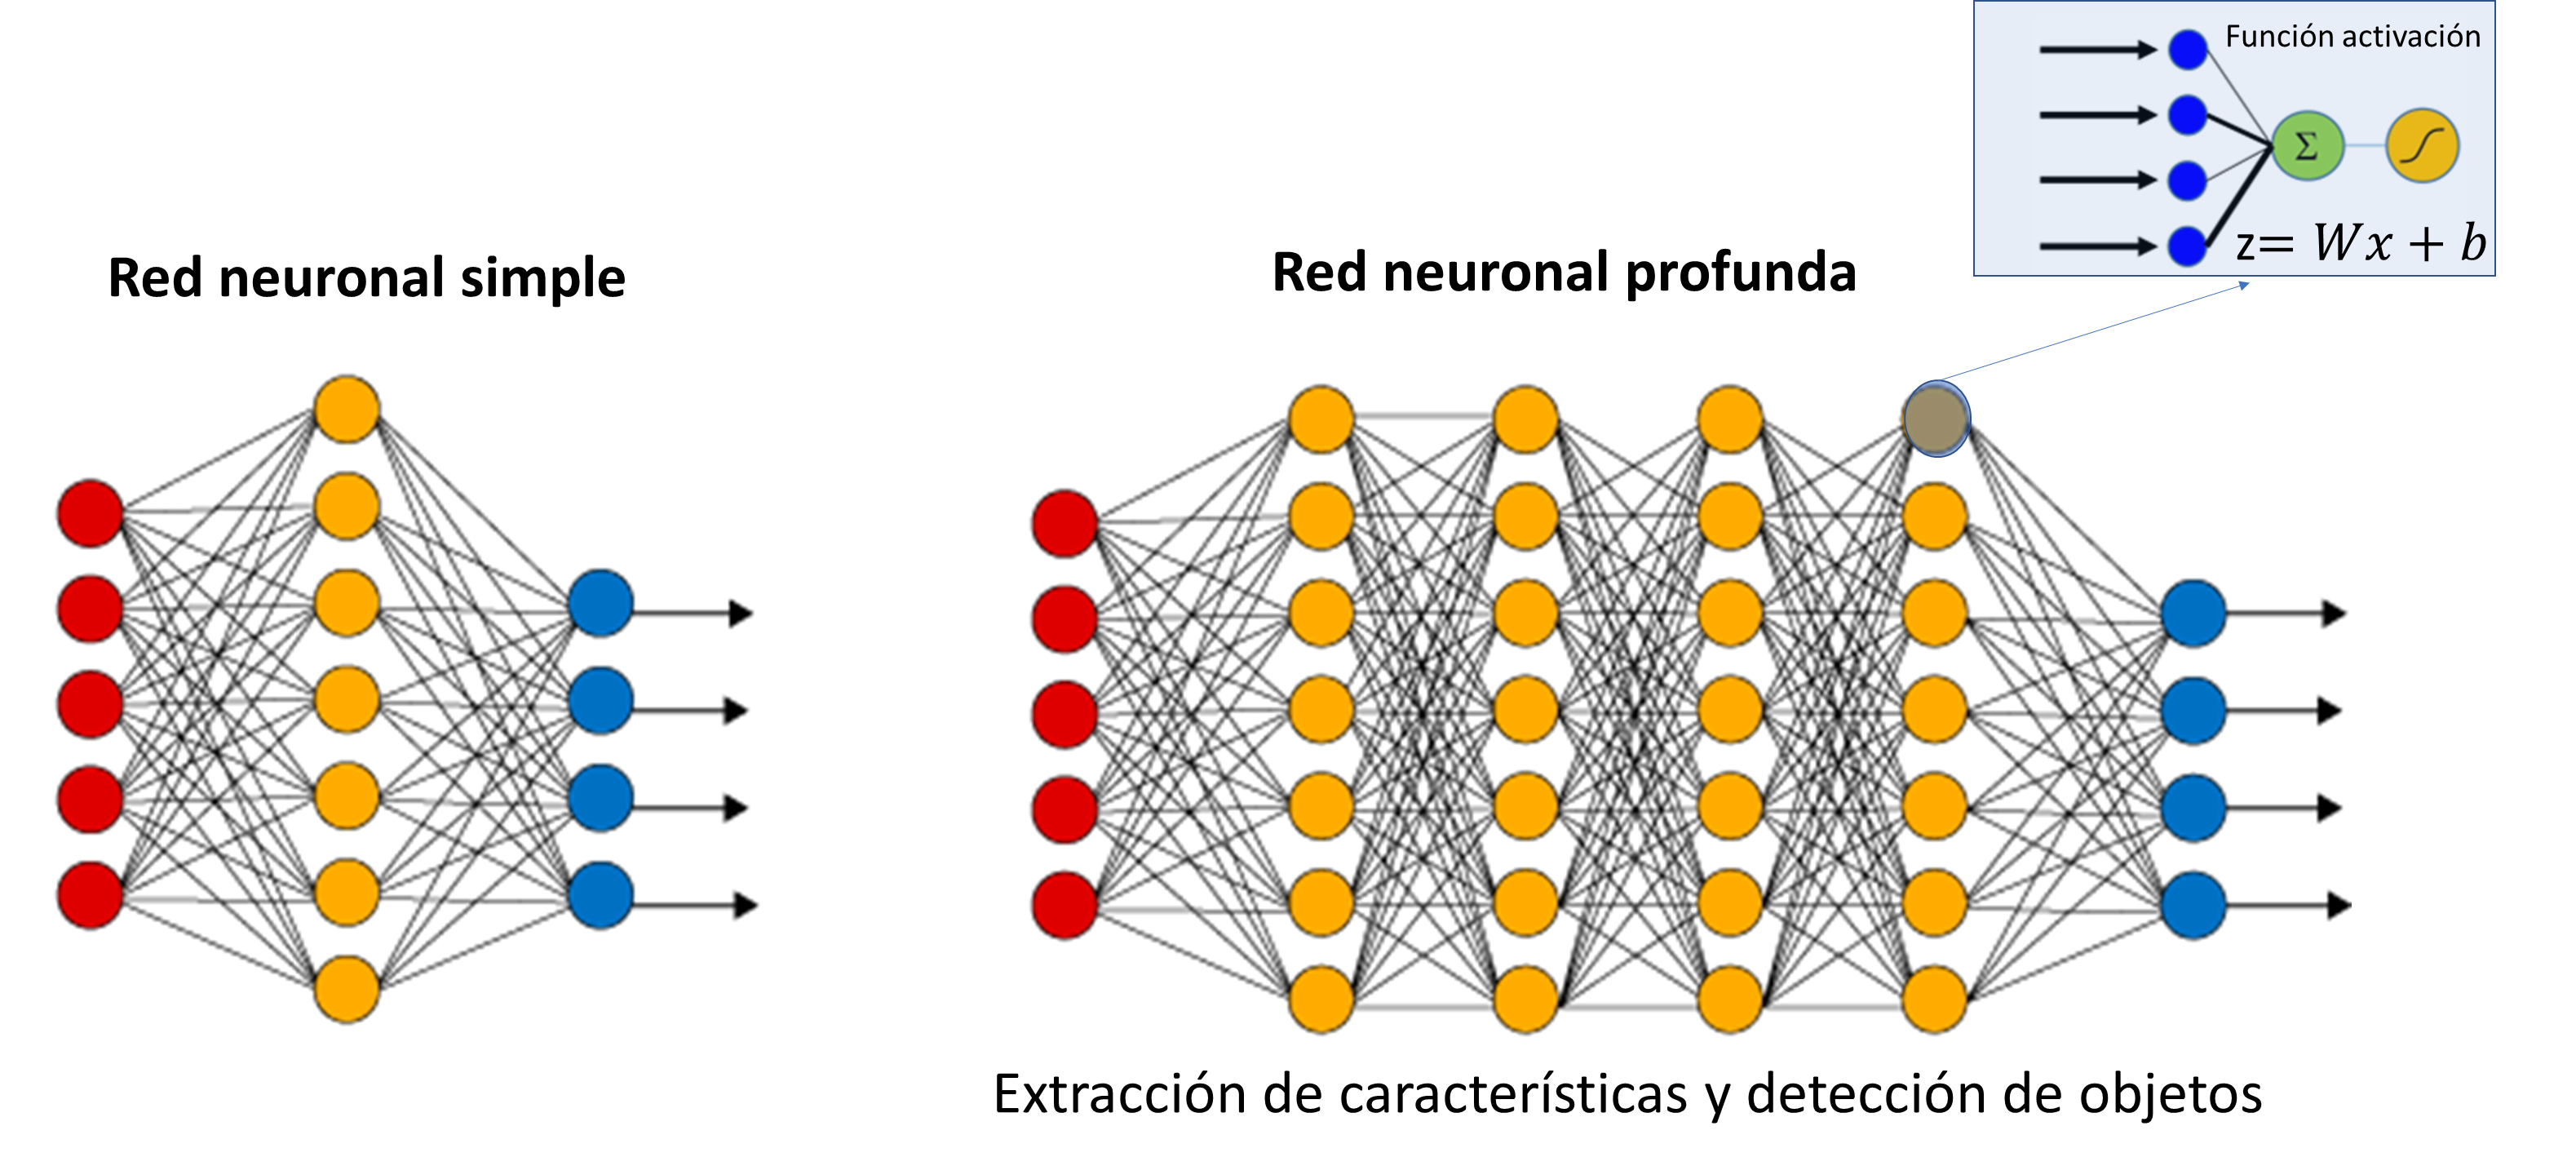 Función activación
Σ
z= Wx + b
Red neuronal simple
Red neuronal profunda
Extracción de características y detección de objetos